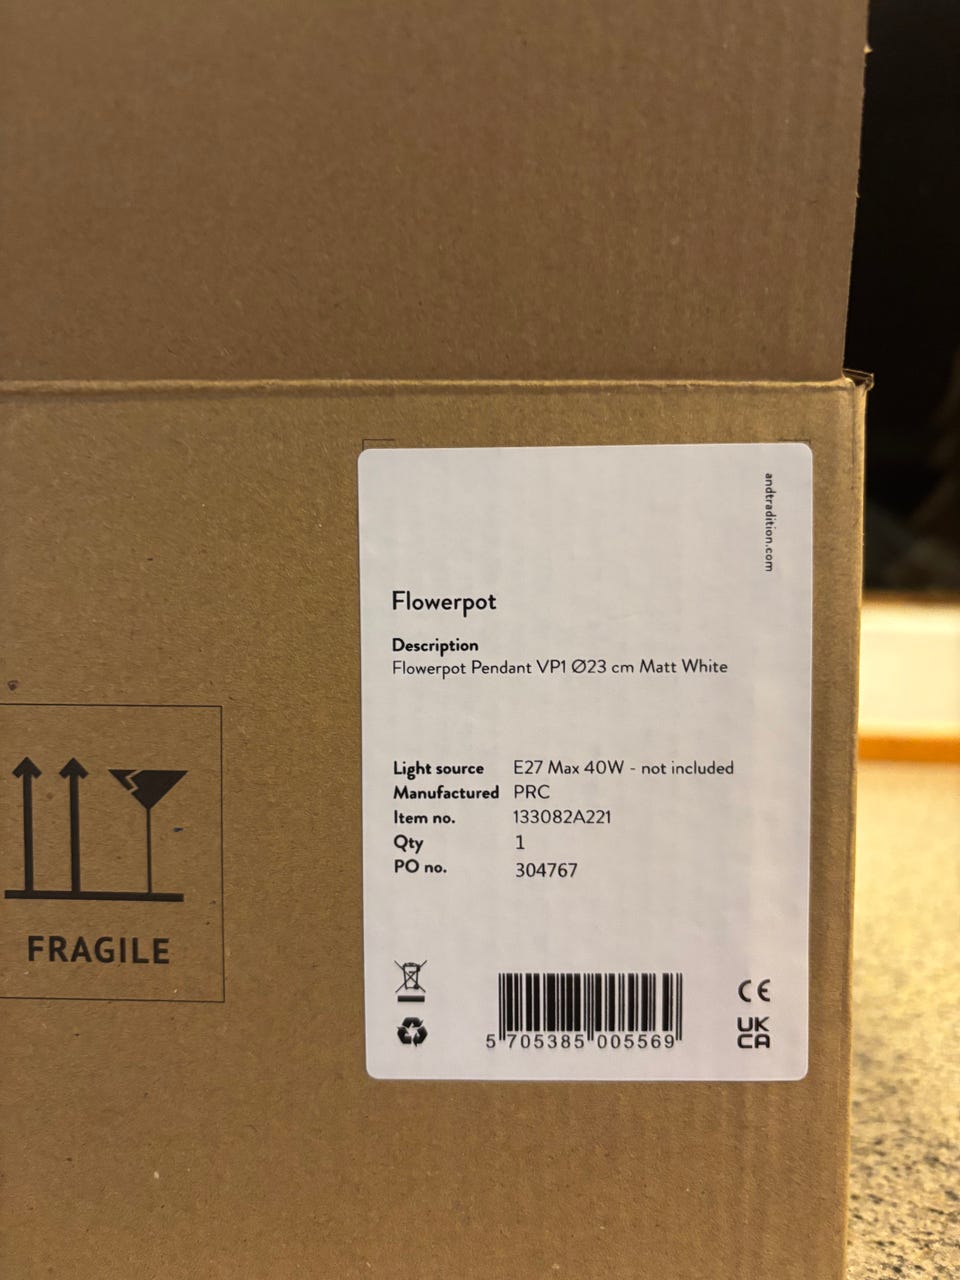 andtradition.com
Flowerpot
Description
Flowerpot Pendant VP1 Ø23 cm Matt White
Light source E27 Max 40W - not included
Manufactured PRC
Item no. 133082A221
Qty 1
PO no. 304767
FRAGILE
5 705385 005569
CE
UK
CA